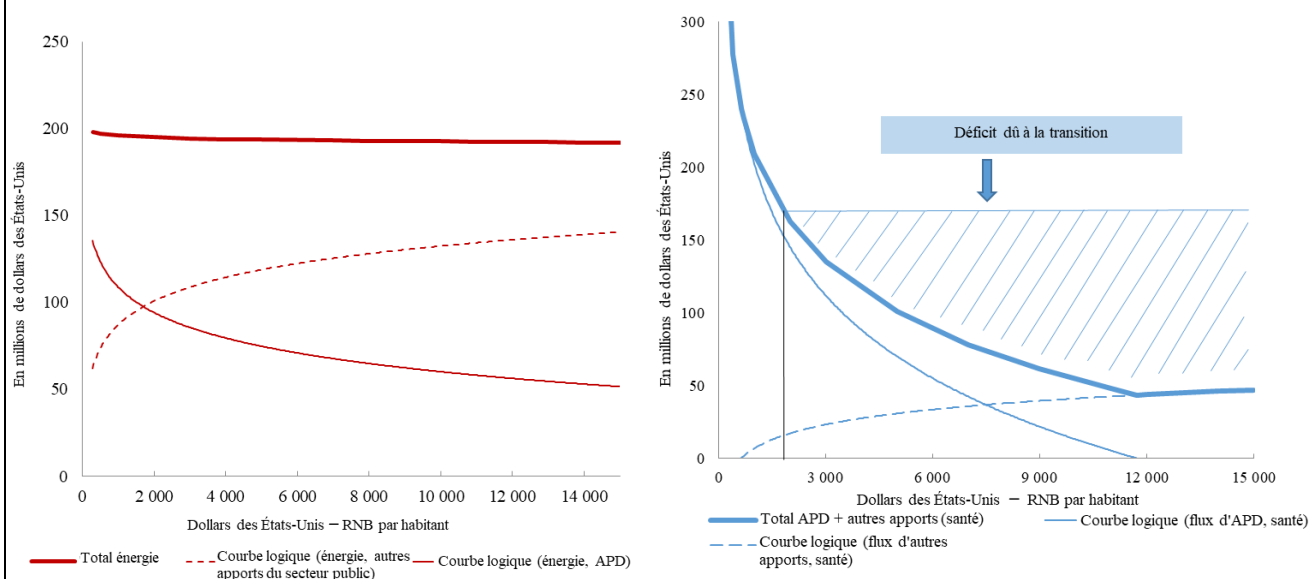 En millions de dollars des États-Unis
250
200
150
100
50
0
0 2 000 4 000 6 000 8 000 10 000 12 000 14 000
Dollars des États-Unis – RNB par habitant
Total énergie
Courbe logique (énergie, autres
apports du secteur public)
Courbe logique (énergie, APD)
En millions de dollars des États-Unis
300
250
200
150
100
50
0
Déficit dû à la transition
0 3 000 6 000 9 000 12 000 15 000
Dollars des États-Unis – RNB par habitant
Total APD + autres apports (santé)
Courbe logique (flux d'APD, santé)
Courbe logique (flux d'autres
apports, santé)